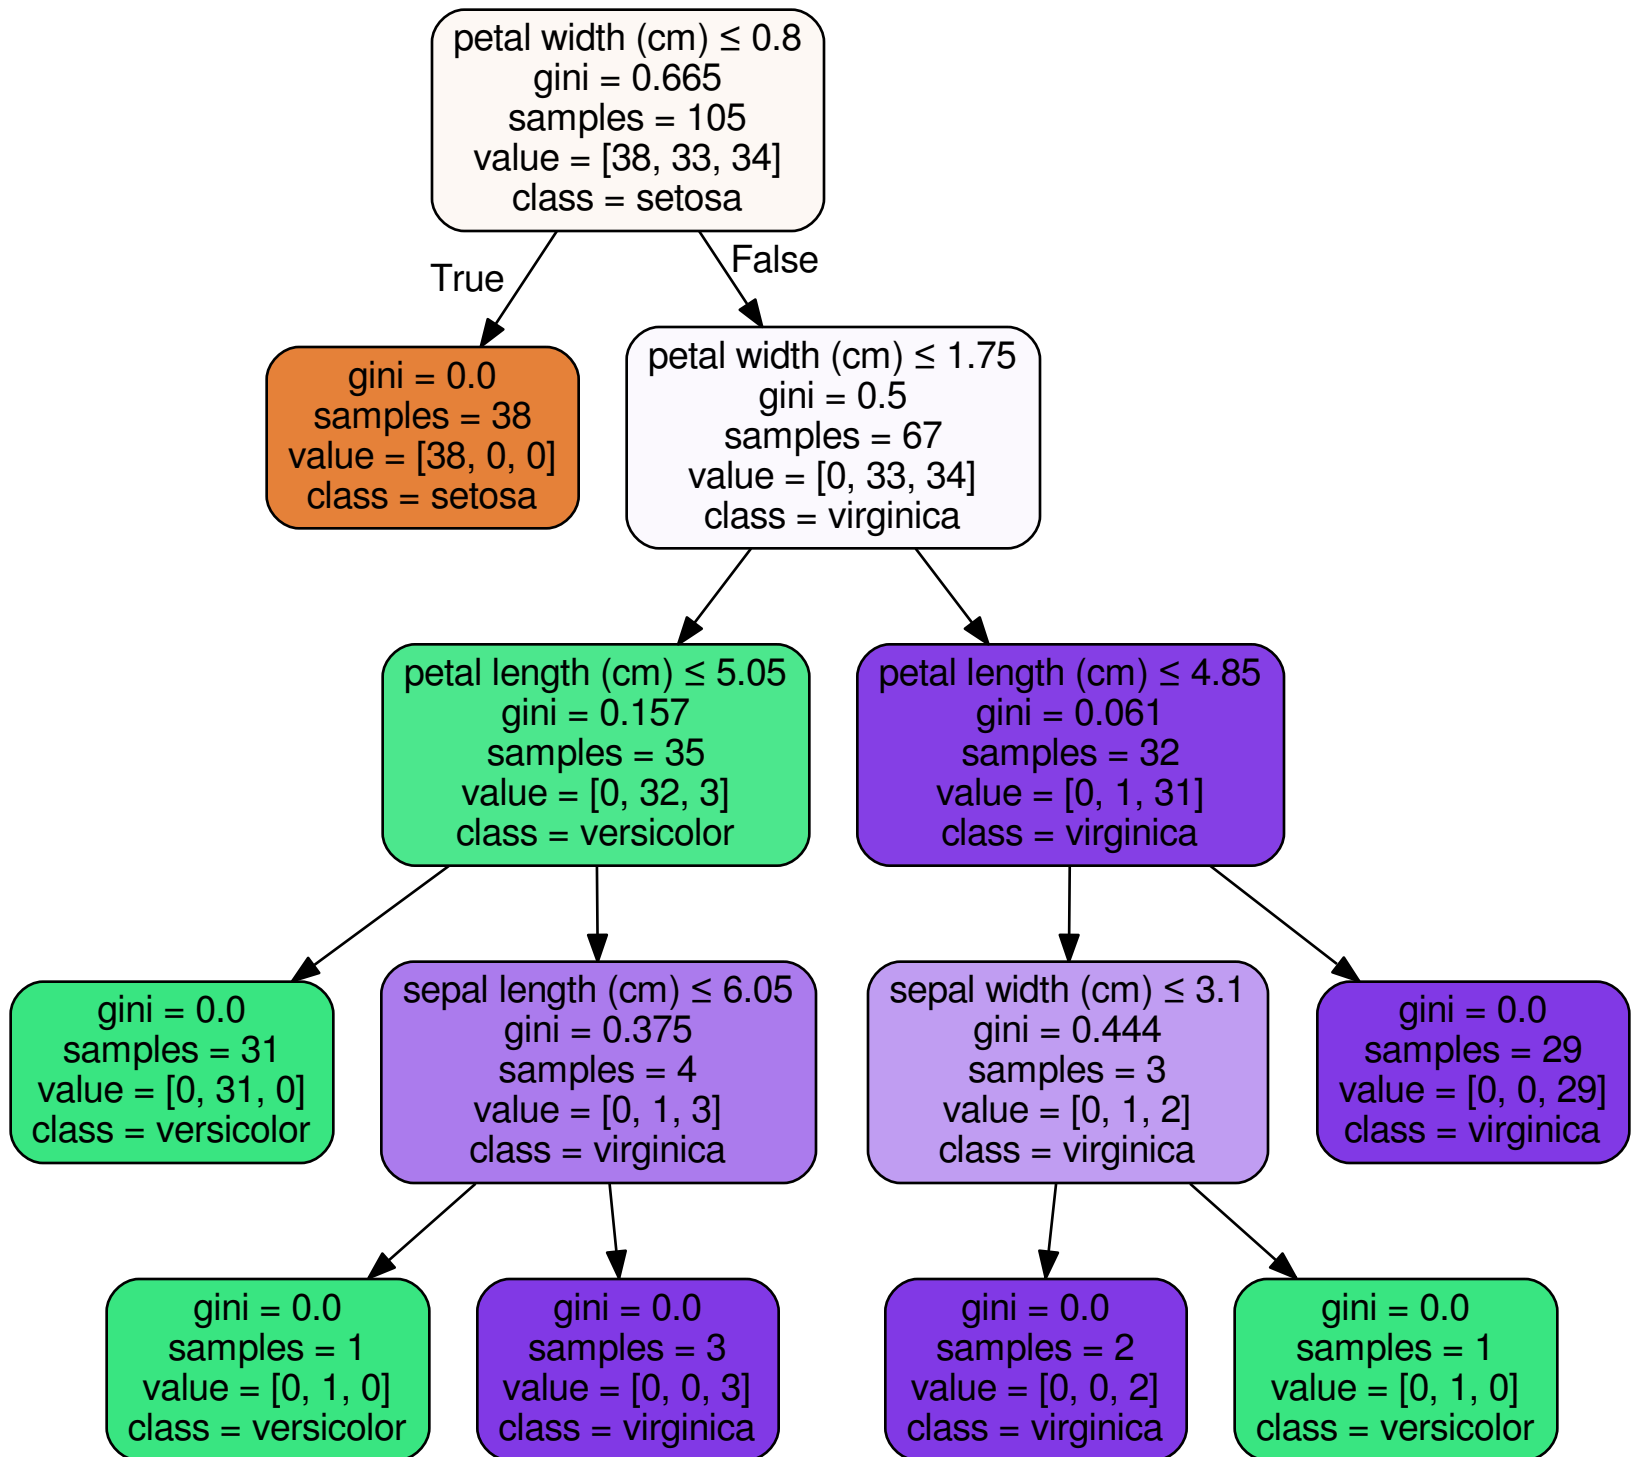 petal width (cm) ≤ 0.8
gini = 0.665
samples = 105
value = [38, 33, 34]
class = setosa
True
False
gini = 0.0
samples = 38
value = [38, 0, 0]
class = setosa
petal width (cm) ≤ 1.75
gini = 0.5
samples = 67
value = [0, 33, 34]
class = virginica
petal length (cm) ≤ 5.05
gini = 0.157
samples = 35
value = [0, 32, 3]
class = versicolor
petal length (cm) ≤ 4.85
gini = 0.061
samples = 32
value = [0, 1, 31]
class = virginica
gini = 0.0
samples = 31
value = [0, 31, 0]
class = versicolor
sepal length (cm) ≤ 6.05
gini = 0.375
samples = 4
value = [0, 1, 3]
class = virginica
sepal width (cm) ≤ 3.1
gini = 0.444
samples = 3
value = [0, 1, 2]
class = virginica
gini = 0.0
samples = 29
value = [0, 0, 29]
class = virginica
gini = 0.0
samples = 1
value = [0, 1, 0]
class = versicolor
gini = 0.0
samples = 3
value = [0, 0, 3]
class = virginica
gini = 0.0
samples = 2
value = [0, 0, 2]
class = virginica
gini = 0.0
samples = 1
value = [0, 1, 0]
class = versicolor